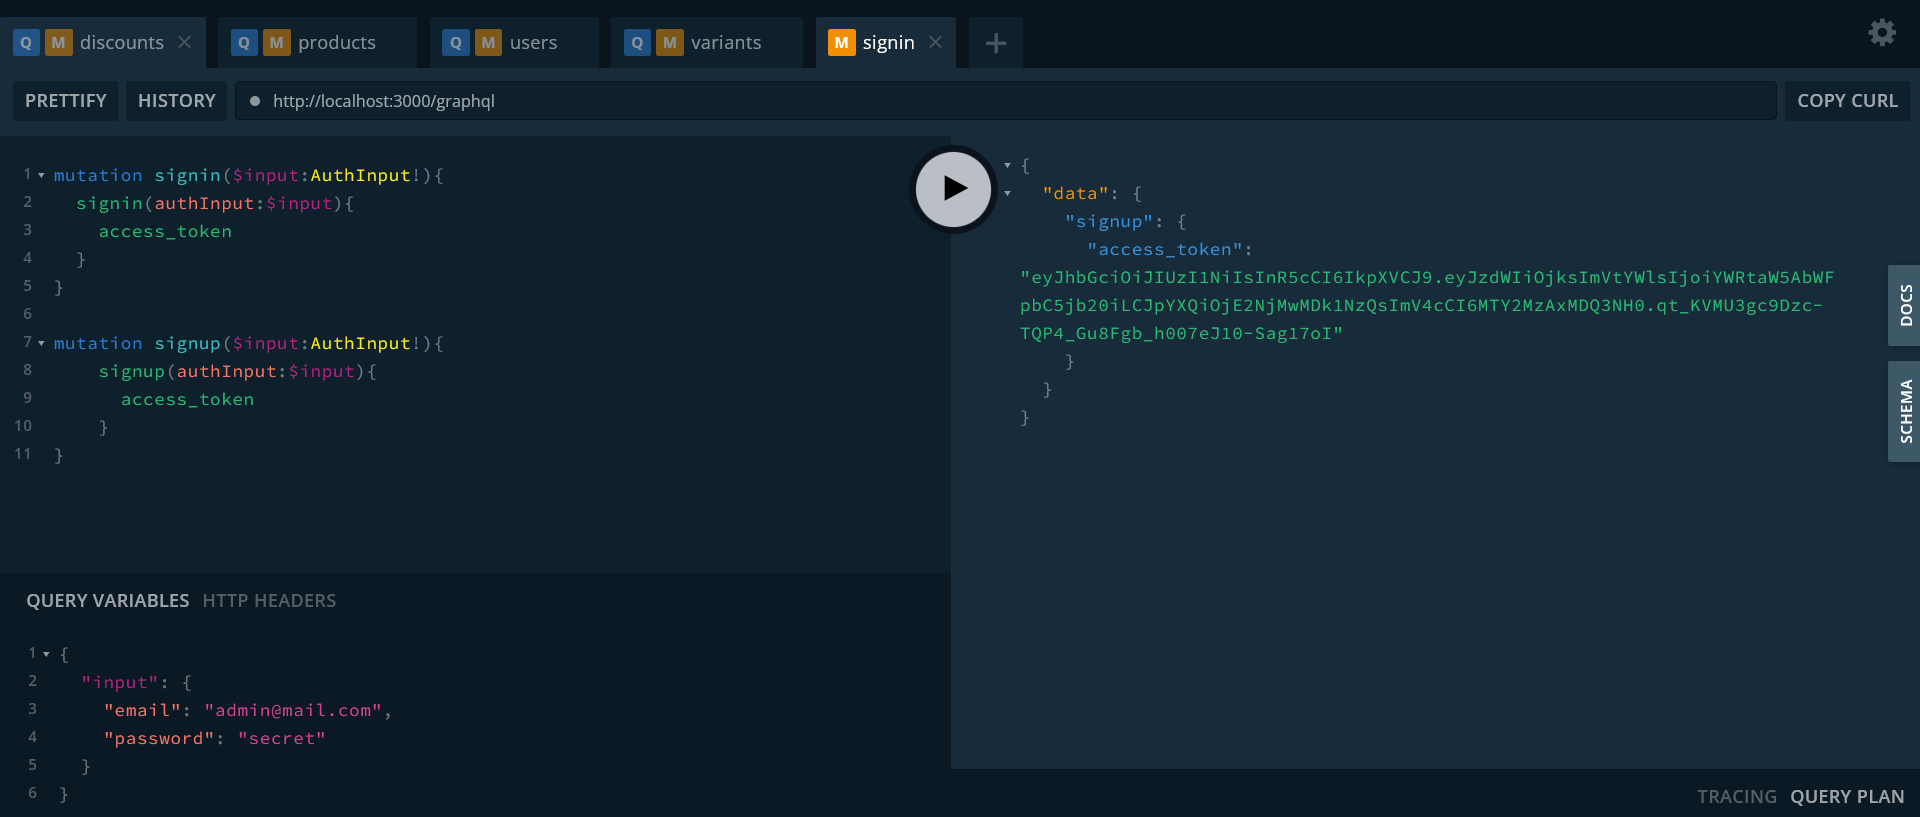 Q M discounts ×
Q M products
Q M users
Q M variants
M signin ×
+
PRETTIFY
HISTORY
http://localhost:3000/graphql
COPY CURL
1 mutation signin($input:AuthInput!){
2 signin(authInput:$input){
3 access_token
4 }
5 }
6
7 mutation signup($input:AuthInput!){
8 signup(authInput:$input){
9 access_token
10 }
11 }
{
"data": {
"signup": {
"access_token":
"eyJhbGciOiJIUzI1NiIsInR5cCI6IkpXVCJ9.eyJzdWIiOjksImVtYWlsIjoiYWRtaW5AbWF
pbC5jb20iLCJpYXQiOjE2NjMwMDk1NzQsImV4cCI6MTY2MzAxMDQ3NH0.qt_KVMU3gc9Dzc-
TQP4_Gu8Fgb_h007eJ10-Sag17oI"
}
}
}
DOCS
SCHEMA
QUERY VARIABLES
HTTP HEADERS
1 {
2 "input": {
3 "email": "admin@mail.com",
4 "password": "secret"
5 }
6 }
TRACING
QUERY PLAN